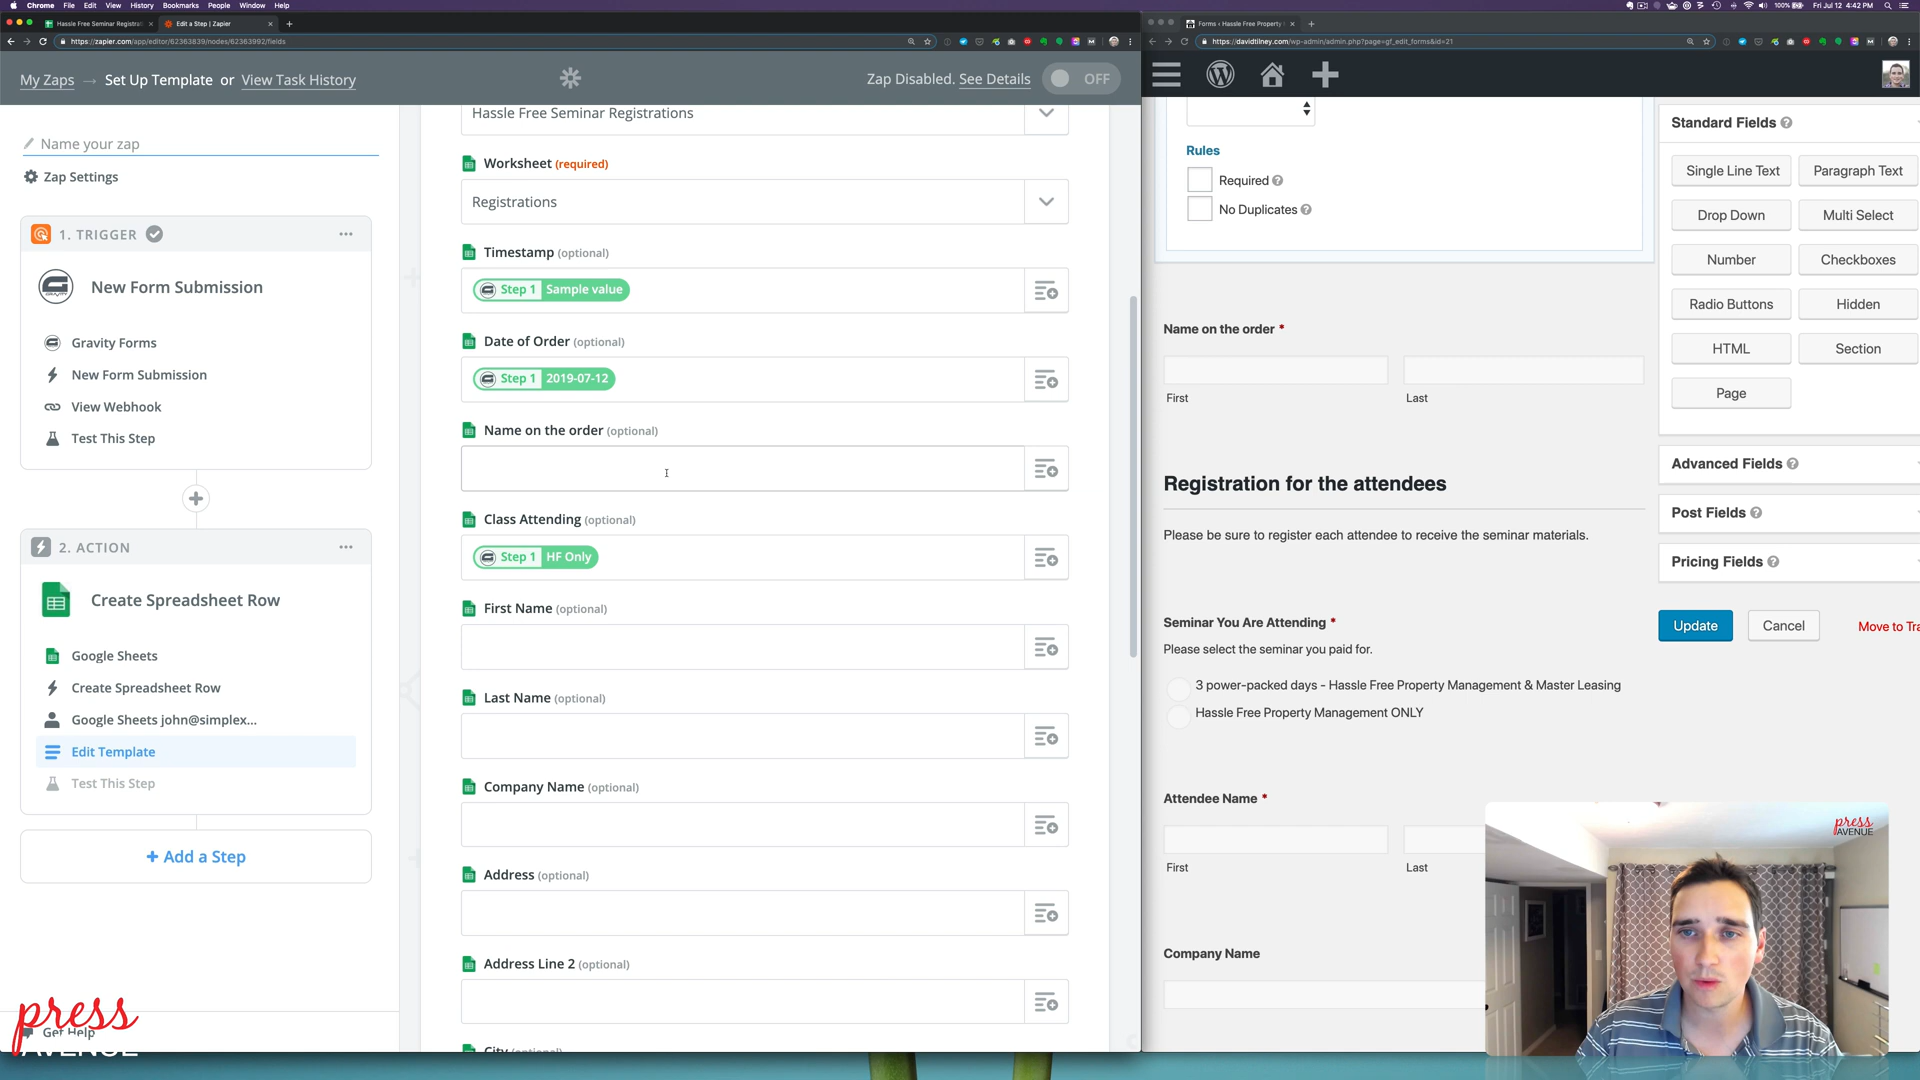 Chrome File Edit View History Bookmarks People Window Help
100% Fri Jul 12 4:42 PM
Hassle Free Seminar Registrat
Edit a Step | Zapier
Forms ‹ Hassle Free Property
https://zapier.com/app/editor/62363839/nodes/62363992/fields
https://davidtilney.com/wp-admin/admin.php?page=gf_edit_forms&id=21
My Zaps → Set Up Template or View Task History
Zap Disabled. See Details
OFF
Name your zap
Zap Settings
1. TRIGGER
New Form Submission
Gravity Forms
New Form Submission
View Webhook
Test This Step
2. ACTION
Create Spreadsheet Row
Google Sheets
Create Spreadsheet Row
Google Sheets john@simplex...
Edit Template
Test This Step
+ Add a Step
Get Help
press
AVENUE
Hassle Free Seminar Registrations
Worksheet (required)
Registrations
Timestamp (optional)
Step 1 Sample value
Date of Order (optional)
Step 1 2019-07-12
Name on the order (optional)
Class Attending (optional)
Step 1 HF Only
First Name (optional)
Last Name (optional)
Company Name (optional)
Address (optional)
Address Line 2 (optional)
City (optional)
Rules
Required
No Duplicates
Name on the order *
First
Last
Registration for the attendees
Please be sure to register each attendee to receive the seminar materials.
Seminar You Are Attending *
Please select the seminar you paid for.
3 power-packed days - Hassle Free Property Management & Master Leasing
Hassle Free Property Management ONLY
Attendee Name *
First
Last
Company Name
Standard Fields
Single Line Text
Paragraph Text
Drop Down
Multi Select
Number
Checkboxes
Radio Buttons
Hidden
HTML
Section
Page
Advanced Fields
Post Fields
Pricing Fields
Update
Cancel
Move to Tra
press
AVENUE